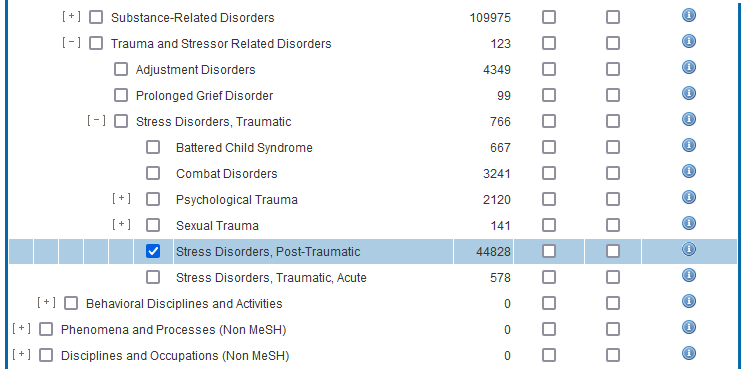 [+] Substance-Related Disorders 109975
[-] Trauma and Stressor Related Disorders 123
Adjustment Disorders 4349
Prolonged Grief Disorder 99
[-] Stress Disorders, Traumatic 766
Battered Child Syndrome 667
Combat Disorders 3241
[+] Psychological Trauma 2120
[+] Sexual Trauma 141
Stress Disorders, Post-Traumatic 44828
Stress Disorders, Traumatic, Acute 578
[+] Behavioral Disciplines and Activities 0
[+] Phenomena and Processes (Non MeSH) 0
[+] Disciplines and Occupations (Non MeSH) 0